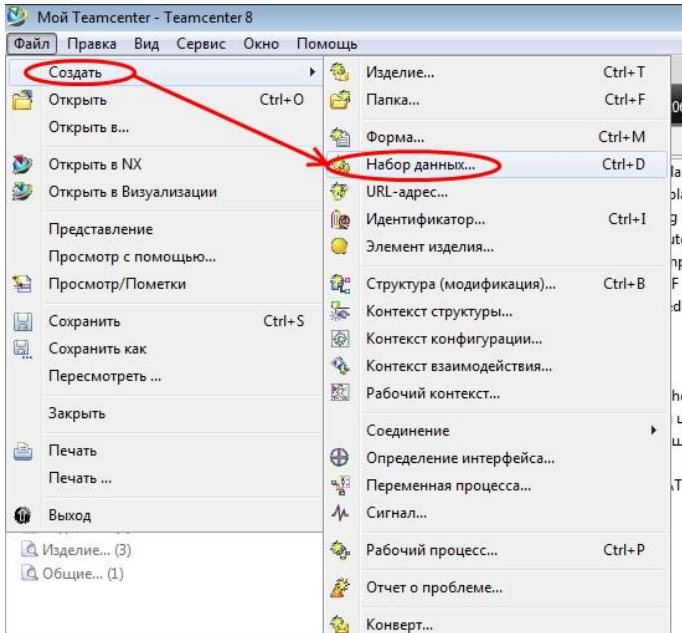 Мой Teamcenter - Teamcenter 8
Файл Правка Вид Сервис Окно Помощь
Создать
Открыть Ctrl+O
Открыть в...
Открыть в NX
Открыть в Визуализации
Представление
Просмотр с помощью...
Просмотр/Пометки
Сохранить Ctrl+S
Сохранить как
Пересмотреть ...
Закрыть
Печать
Печать ...
Выход
Изделие... (3)
Общие... (1)
Изделие... Ctrl+T
Папка... Ctrl+F
Форма... Ctrl+M
Набор данных... Ctrl+D
URL-адрес...
Идентификатор... Ctrl+I
Элемент изделия...
Структура (модификация)... Ctrl+B
Контекст структуры...
Контекст конфигурации...
Контекст взаимодействия...
Рабочий контекст...
Соединение
Определение интерфейса...
Переменная процесса...
Сигнал...
Рабочий процесс... Ctrl+P
Отчет о проблеме...
Конверт...